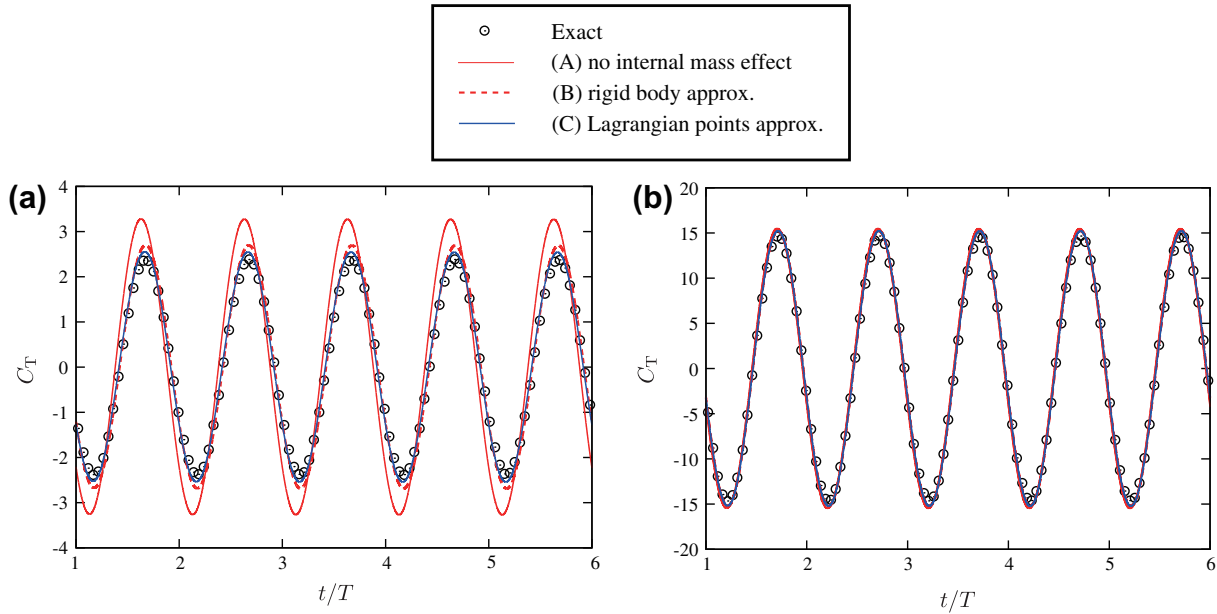 Exact
(A) no internal mass effect
(B) rigid body approx.
(C) Lagrangian points approx.
(a)
4
3
2
1
0
-1
-2
-3
-4
C_T
1 2 3 4 5 6
t/T
(b)
20
15
10
5
0
-5
-10
-15
-20
C_T
1 2 3 4 5 6
t/T